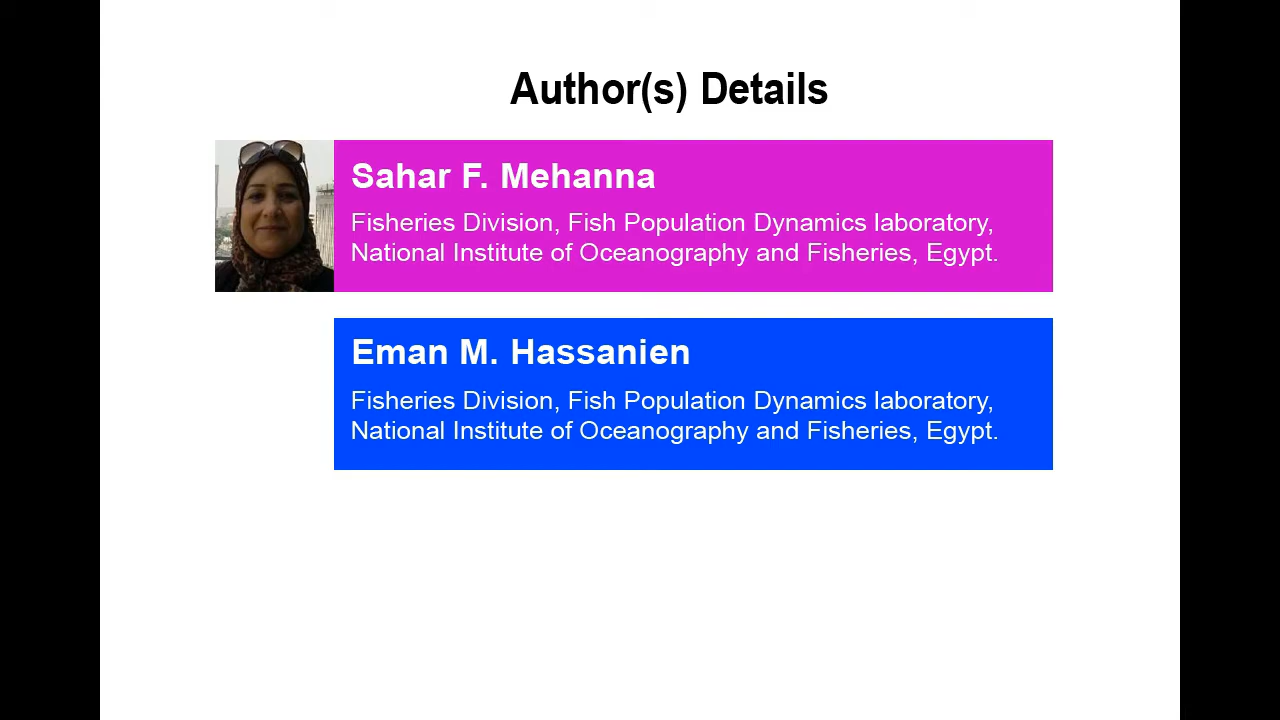 Author(s) Details
Sahar F. Mehanna
Fisheries Division, Fish Population Dynamics laboratory,
National Institute of Oceanography and Fisheries, Egypt.
Eman M. Hassanien
Fisheries Division, Fish Population Dynamics laboratory,
National Institute of Oceanography and Fisheries, Egypt.